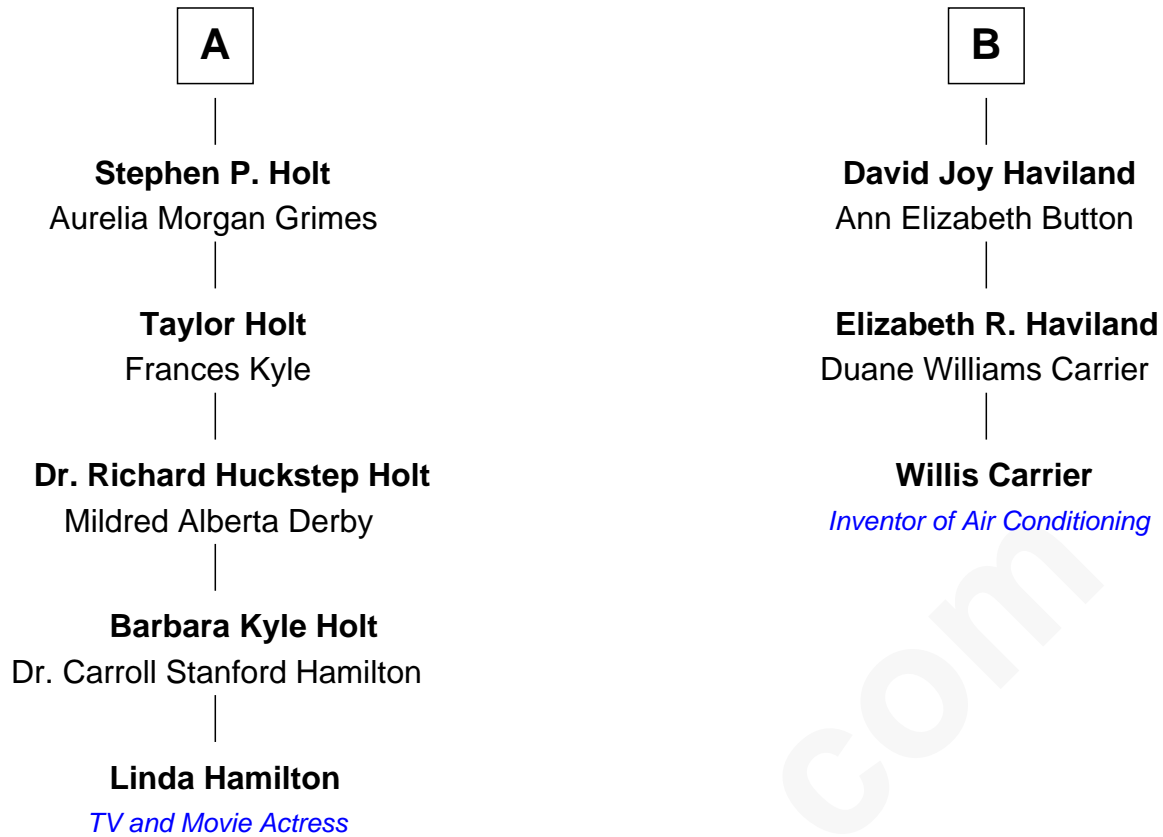 A
Stephen P. Holt
Aurelia Morgan Grimes
Taylor Holt
Frances Kyle
Dr. Richard Huckstep Holt
Mildred Alberta Derby
Barbara Kyle Holt
Dr. Carroll Stanford Hamilton
Linda Hamilton
TV and Movie Actress
B
David Joy Haviland
Ann Elizabeth Button
Elizabeth R. Haviland
Duane Williams Carrier
Willis Carrier
Inventor of Air Conditioning
com